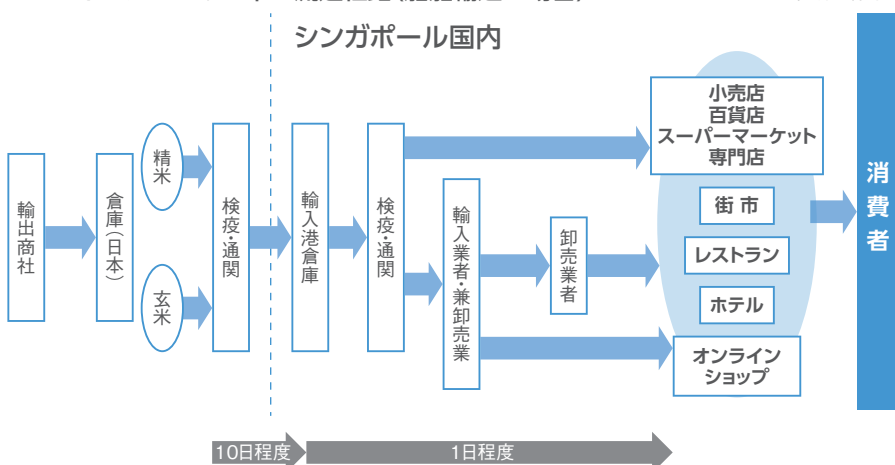 シンガポール国内
輸出商社
倉庫(日本)
精米
玄米
検疫・通関
輸入港倉庫
検疫・通関
輸入業者・兼卸売業
卸売業者
小売店
百貨店
スーパーマーケット
専門店
街市
レストラン
ホテル
オンライン
ショップ
消費者
10日程度
1日程度